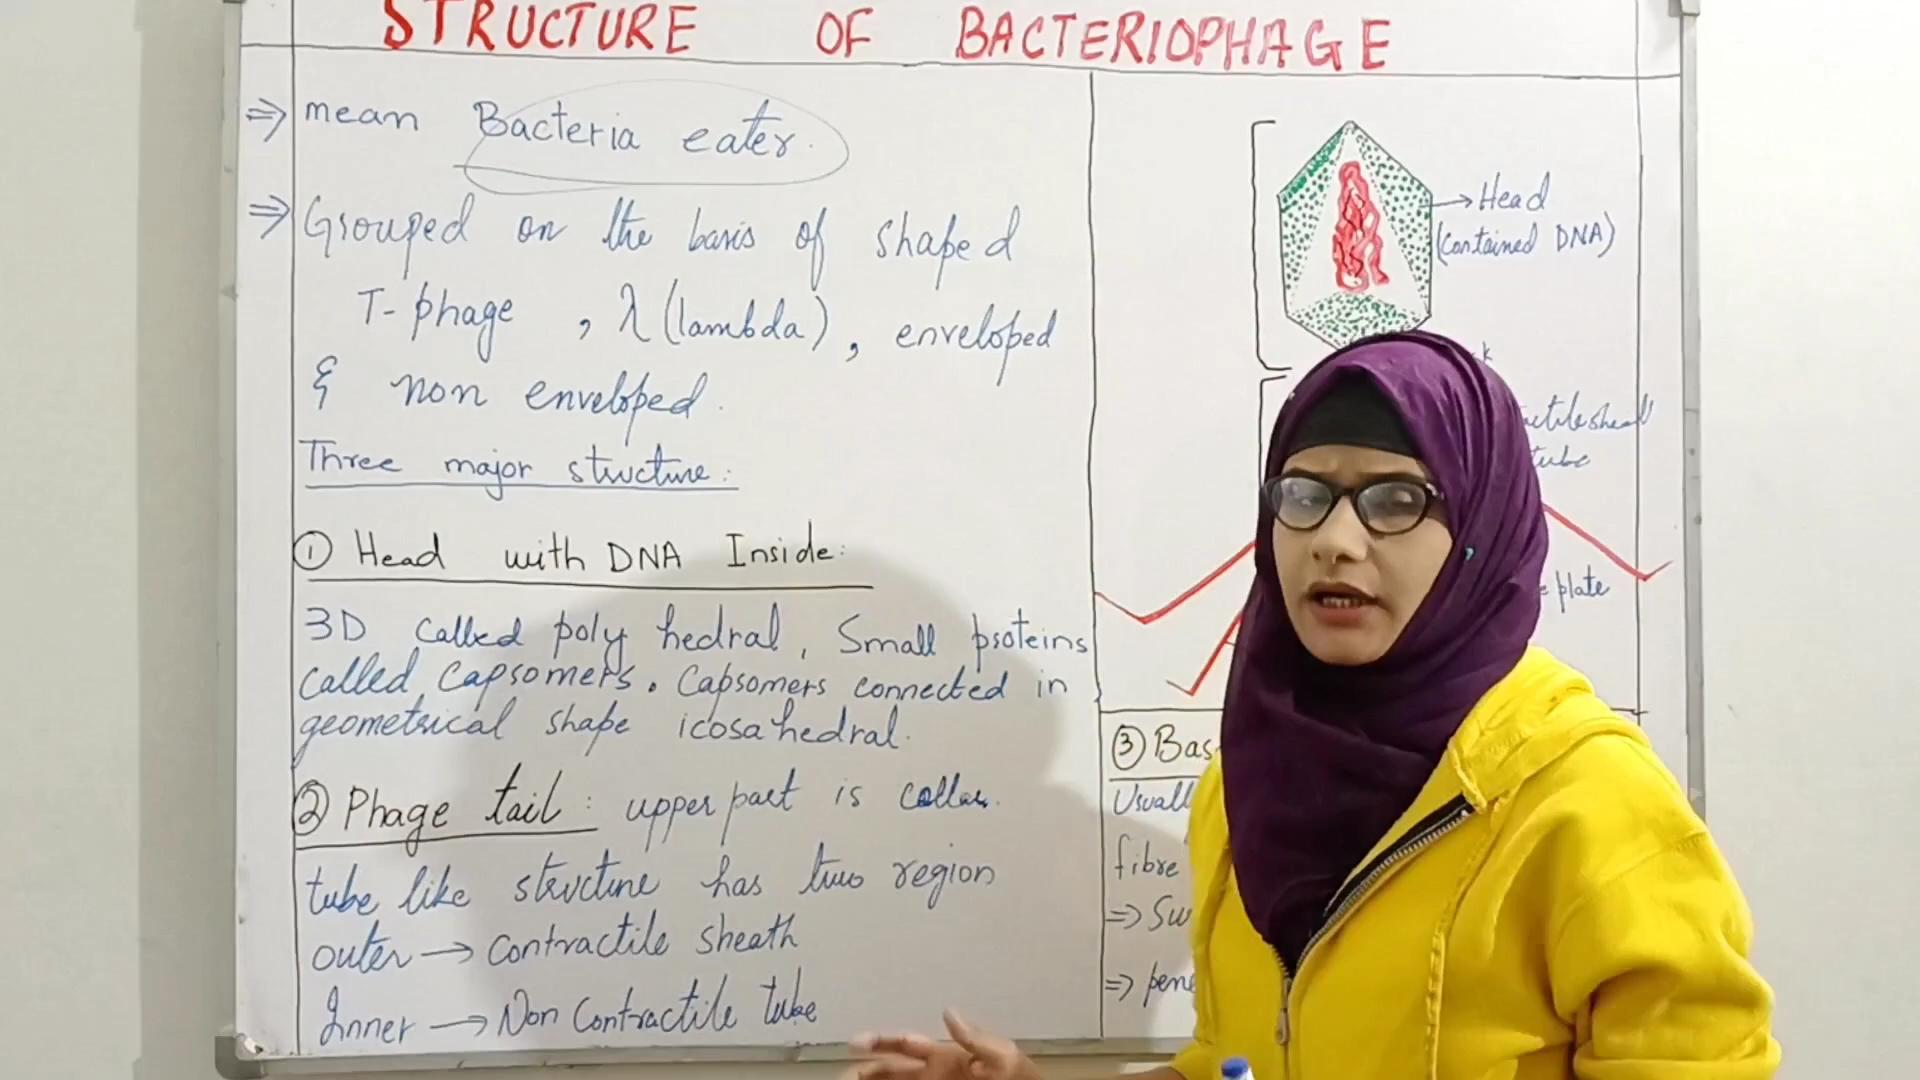 STRUCTURE OF BACTERIOPHAGE
⇒ mean Bacteria eater.
⇒ Grouped on the basis of shaped
T-phage, λ (lambda), enveloped
& non enveloped.
Three major structure:
① Head with DNA Inside:
3D called poly hedral, Small proteins
called capsomers. Capsomers connected in
geometrical shape icosahedral.
② Phage tail: upper part is collar.
tube like structure has two region
outer → contractile sheath
Inner → Non Contractile tube
→ Head
(contained DNA)
tube
plate
③ Bas
Usuall
fibre
⇒ Su
⇒ pene